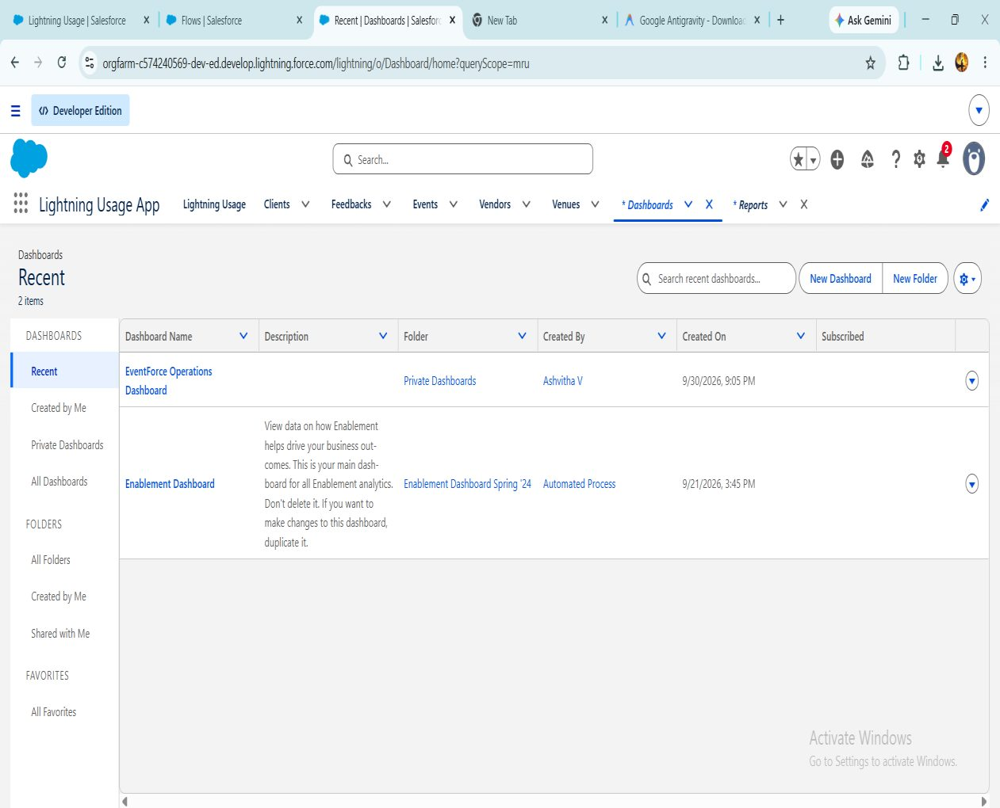 Lightning Usage | Salesforce
Flows | Salesforce
Recent | Dashboards | Salesforc
New Tab
Google Antigravity - Downloa
Ask Gemini
orgfarm-c574240569-dev-ed.develop.lightning.force.com/lightning/o/Dashboard/home?queryScope=mru
Developer Edition
Search...
2
Lightning Usage App
Lightning Usage
Clients
Feedbacks
Events
Vendors
Venues
* Dashboards
* Reports
Dashboards
Recent
2 items
Search recent dashboards...
New Dashboard
New Folder
DASHBOARDS
Recent
Created by Me
Private Dashboards
All Dashboards
FOLDERS
All Folders
Created by Me
Shared with Me
FAVORITES
All Favorites
Dashboard Name
Description
Folder
Created By
Created On
Subscribed
EventForce Operations
Dashboard
Private Dashboards
Ashvitha V
9/30/2026, 9:05 PM
Enablement Dashboard
View data on how Enablement
helps drive your business out-
comes. This is your main dash-
board for all Enablement analytics.
Don't delete it. If you want to
make changes to this dashboard,
duplicate it.
Enablement Dashboard Spring '24
Automated Process
9/21/2026, 3:45 PM
Activate Windows
Go to Settings to activate Windows.